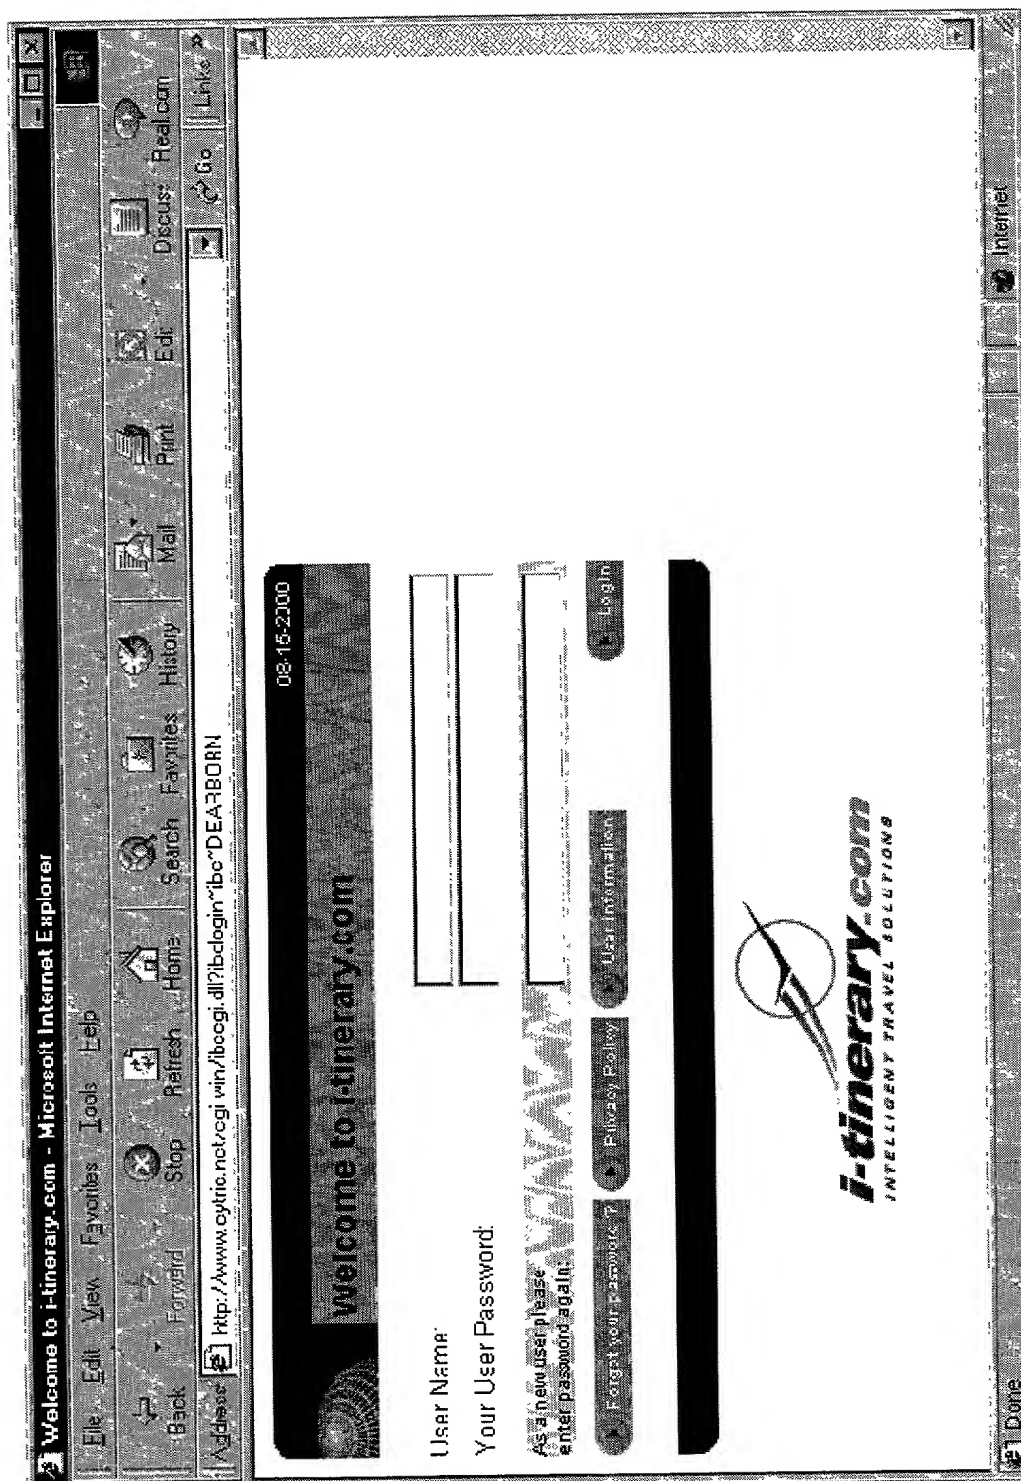 Welcome to i-tinerary.com - Microsoft Internet Explorer
File Edit View Favorites Tools Help
Back Forward Stop Refresh Home Search Favorites History Mail Print Edit Discuss Real.com
Address http://www.cytric.net/cgi-win/ibccgi.dll?ibclogin~ibc~DEARBORN Go Links »
08-15-2000
Welcome to i-tinerary.com
User Name:
Your User Password:
As a new user please
enter password again:
Forgot your password ? Privacy Policy User Information Login
i-tinerary.com
INTELLIGENT TRAVEL SOLUTIONS
Done Internet